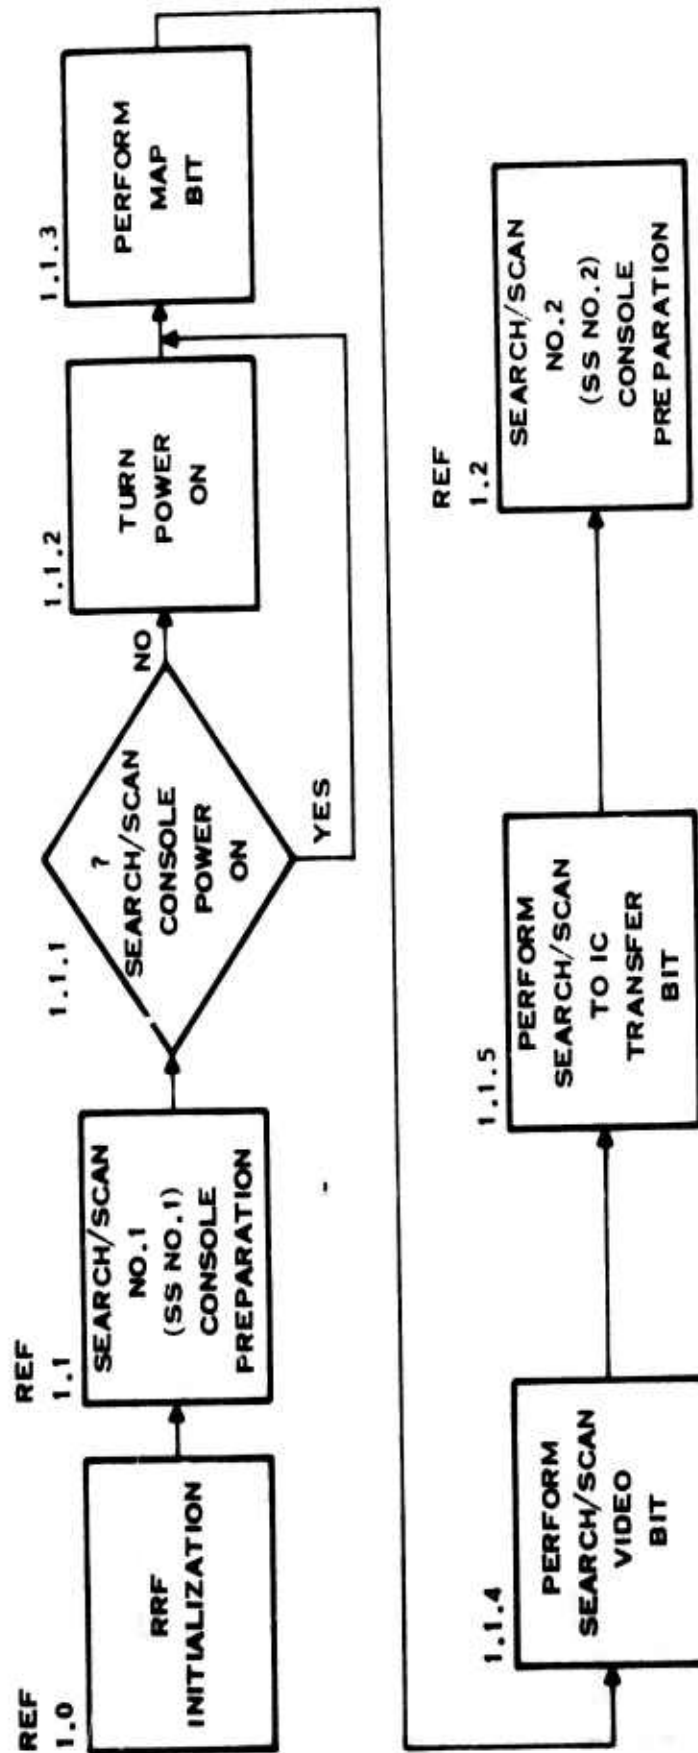 REF
1.0
RRF
INITIALIZATION
REF
1.1
SEARCH/SCAN
NO.1
(SS NO.1)
CONSOLE
PREPARATION
1.1.1
?
SEARCH/SCAN
CONSOLE
POWER
ON
NO
YES
1.1.2
TURN
POWER
ON
1.1.3
PERFORM
MAP
BIT
1.1.4
PERFORM
SEARCH/SCAN
VIDEO
BIT
1.1.5
PERFORM
SEARCH/SCAN
TO IC
TRANSFER
BIT
REF
1.2
SEARCH/SCAN
NO.2
(SS NO.2)
CONSOLE
PREPARATION